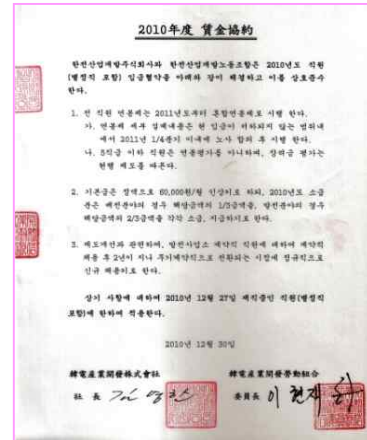 2010年度 賃金協約
한전산업개발주식회사와 한전산업개발노동조합은 2010년도 직원
(별정직 포함) 임금협약을 아래와 같이 체결하고 이를 상호준수
한다.
1. 전 직원 연봉제는 2011년도부터 혼합연봉제로 시행 한다.
가. 연봉제 세부 설계내용은 현 임금이 저하되지 않는 범위내
에서 2011년 1/4분기 이내에 노사 합의 후 시행 한다.
나. 5직급 이하 직원은 연봉평가를 아니하며, 상하급 평가는
현행 제도를 따른다.
2. 기본급은 정액으로 60,000원/월 인상키로 하되, 2010년도 소급
분은 배전분야의 경우 해당금액의 1/3금액을, 발전분야의 경우
해당금액의 2/3금액을 각각 소급, 지급하기로 한다.
3. 제도개선과 관련하여, 발전사업소 계약직 직원에 대하여 계약직
채용 후 2년이 지나 무기계약직으로 전환되는 시점에 정규직으로
신규 채용키로 한다.
상기 사항에 대하여 2010년 12월 27일 재직중인 직원(별정직
포함)에 한하여 적용한다.
2010년 12월 30일
韓電産業開發株式會社 韓電産業開發勞動組合
社 長 委員長